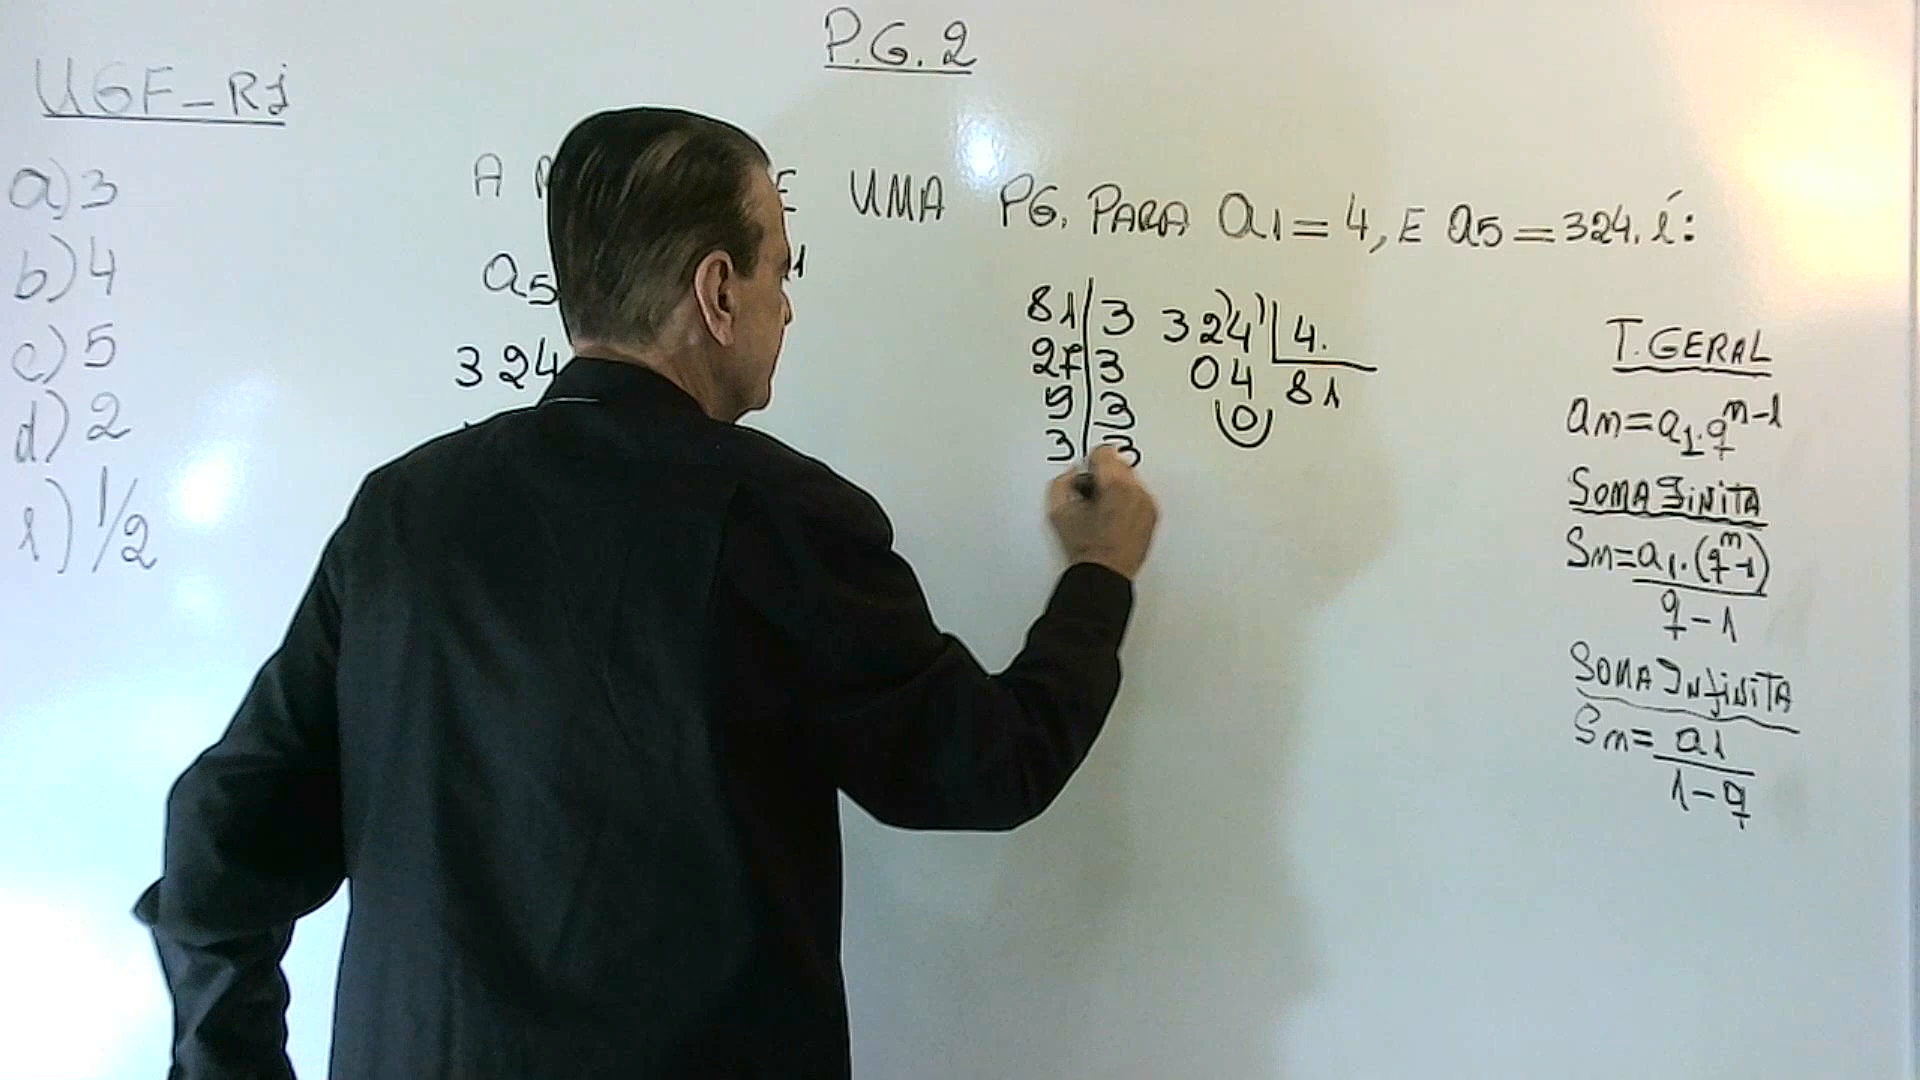 P.G.2
UGF-RJ
a) 3
b) 4
c) 5
d) 2
e) 1/2
A UMA PG. PARA a1=4, E a5=324. é:
a5
324
81 | 3
27 | 3
9 | 3
3 | 3
324 | 4.
04 81
0
T.GERAL
an=a1.q^n-1
SOMA FINITA
Sn=a1.(q^n-1)
q-1
SOMA INFINITA
Sn=a1
1-q